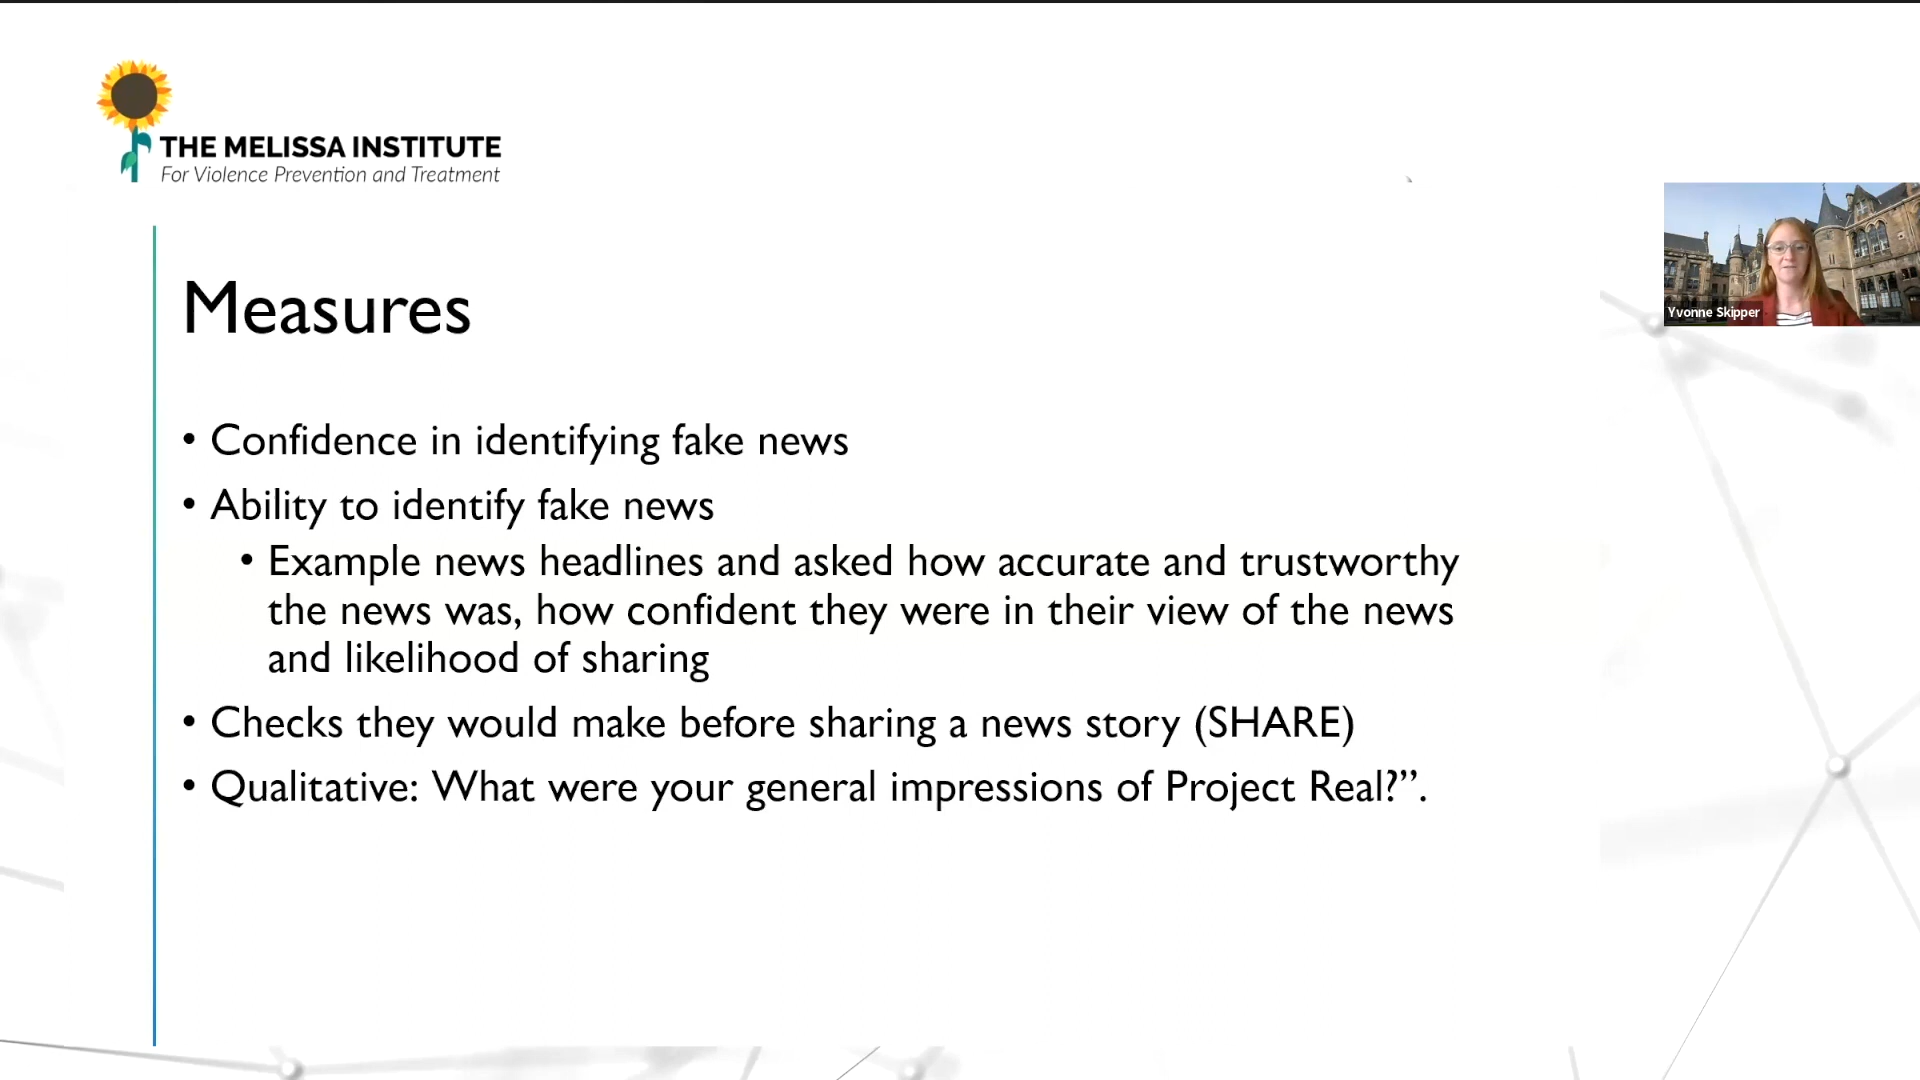 THE MELISSA INSTITUTE
For Violence Prevention and Treatment
Yvonne Skipper
Measures
• Confidence in identifying fake news
• Ability to identify fake news
• Example news headlines and asked how accurate and trustworthy
the news was, how confident they were in their view of the news
and likelihood of sharing
• Checks they would make before sharing a news story (SHARE)
• Qualitative: What were your general impressions of Project Real?”.